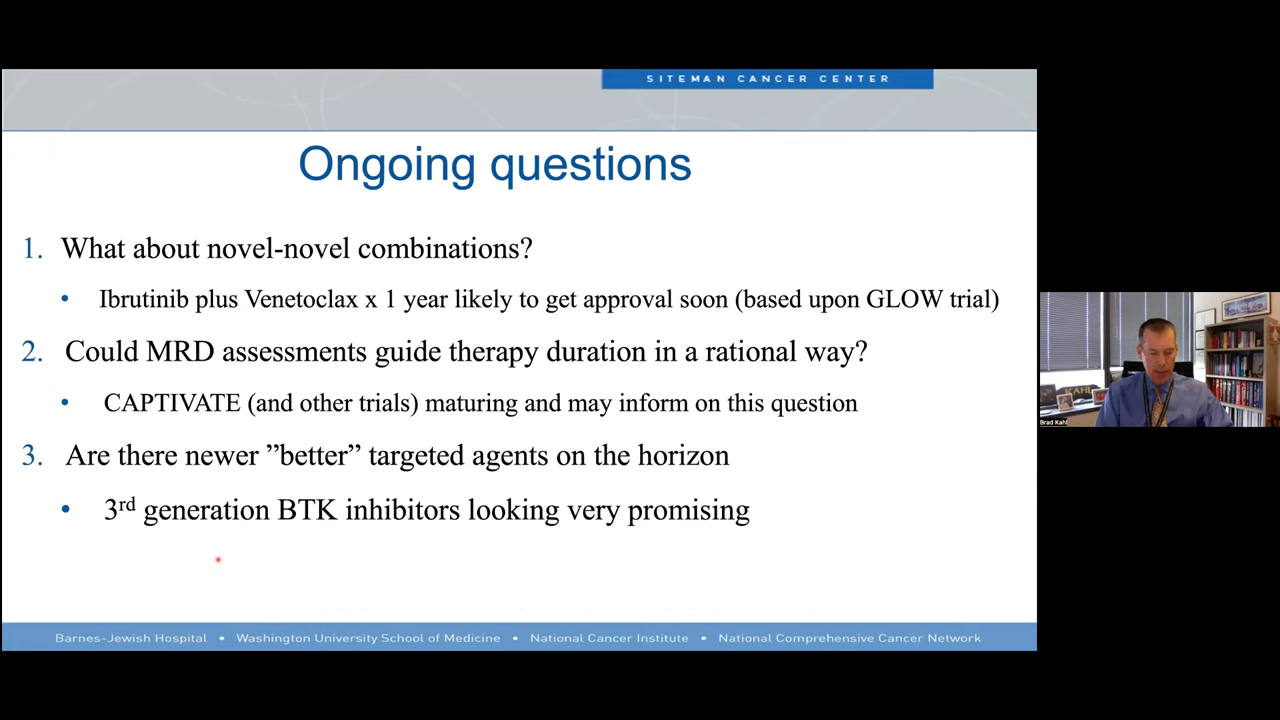 SITEMAN CANCER CENTER
Ongoing questions
1. What about novel-novel combinations?
• Ibrutinib plus Venetoclax x 1 year likely to get approval soon (based upon GLOW trial)
2. Could MRD assessments guide therapy duration in a rational way?
• CAPTIVATE (and other trials) maturing and may inform on this question
3. Are there newer ”better” targeted agents on the horizon
• 3rd generation BTK inhibitors looking very promising
KAHL
Brad Kahl
Barnes-Jewish Hospital • Washington University School of Medicine • National Cancer Institute • National Comprehensive Cancer Network